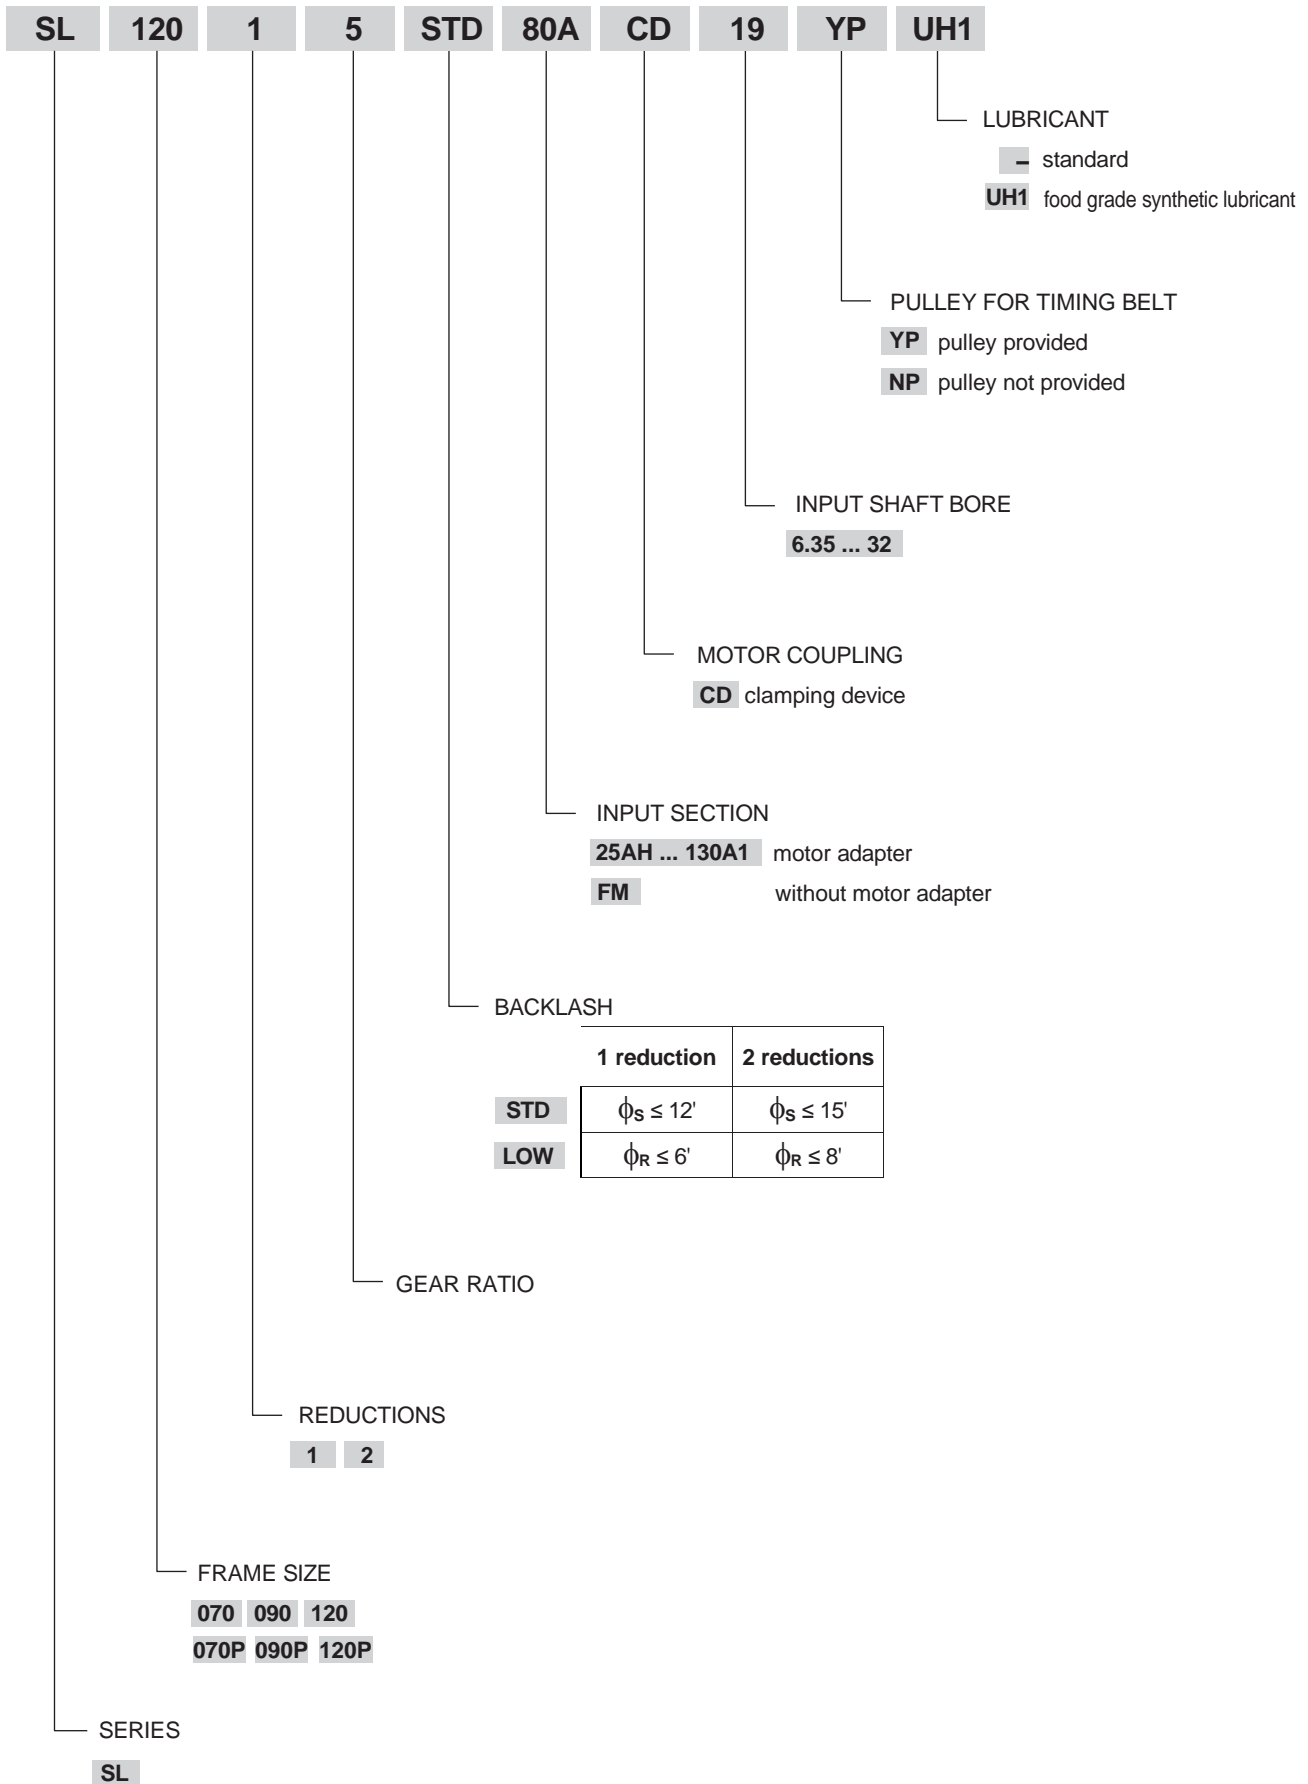 SL 120 1 5 STD 80A CD 19 YP UH1
LUBRICANT
– standard
UH1 food grade synthetic lubricant
PULLEY FOR TIMING BELT
YP pulley provided
NP pulley not provided
INPUT SHAFT BORE
6.35 ... 32
MOTOR COUPLING
CD clamping device
INPUT SECTION
25AH ... 130A1 motor adapter
FM without motor adapter
BACKLASH
1 reduction 2 reductions
STD ϕS ≤ 12' ϕS ≤ 15'
LOW ϕR ≤ 6' ϕR ≤ 8'
GEAR RATIO
REDUCTIONS
1 2
FRAME SIZE
070 090 120
070P 090P 120P
SERIES
SL